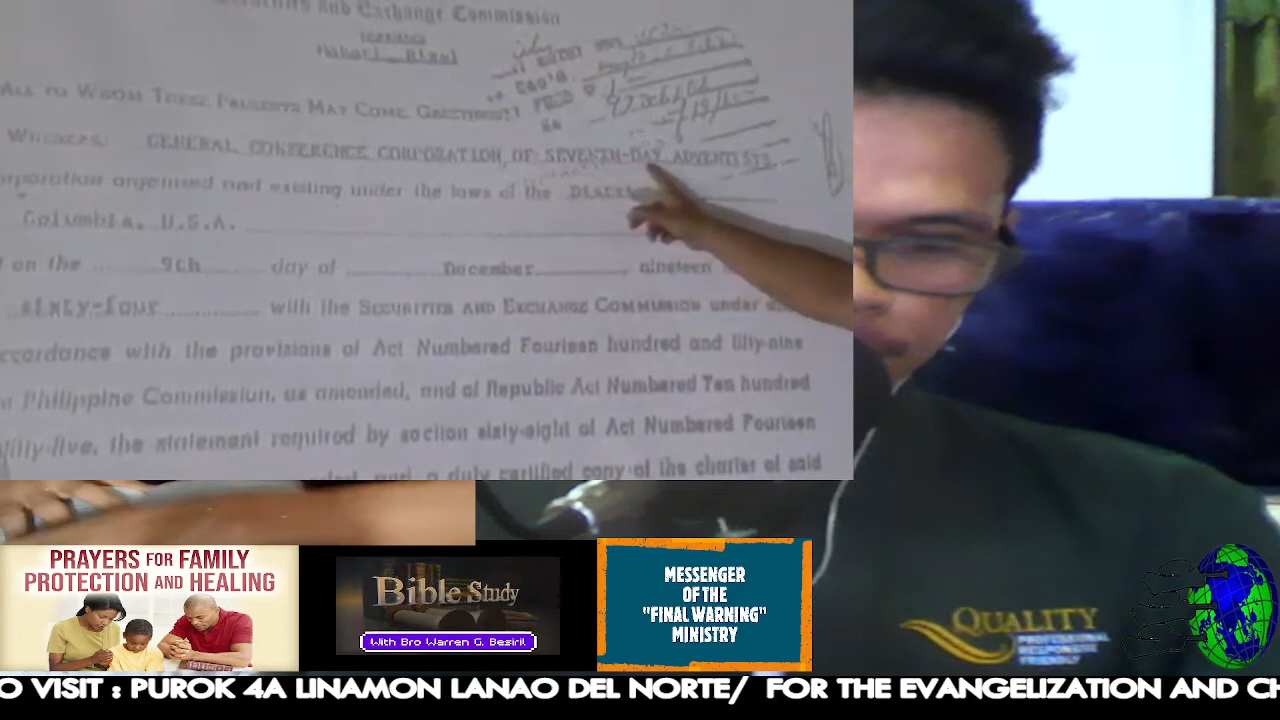 Securities and Exchange Commission
ALL TO WHOM THESE PRESENTS MAY COME, GREETINGS:
WHEREAS: GENERAL CONFERENCE CORPORATION OF SEVENTH-DAY ADVENTISTS
organized and existing under the laws of the
Columbia, U.S.A.
on the 9th day of December nineteen
sixty-four with the SECURITIES AND EXCHANGE COMMISSION under
accordance with the provisions of Act Numbered Fourteen hundred and fifty-nine
Philippine Commission, as amended, and of Republic Act Numbered Ten hundred
fifty-five, the statement required by section sixty-eight of Act Numbered Fourteen
and a duly certified copy of the charter of said
PRAYERS FOR FAMILY
PROTECTION AND HEALING
Bible Study
With Bro Warren G. Besiril
MESSENGER
OF THE
"FINAL WARNING"
MINISTRY
QUALITY
PROFESSIONAL
RESPONSIVE
FRIENDLY
O VISIT : PUROK 4A LINAMON LANAO DEL NORTE/ FOR THE EVANGELIZATION AND CH